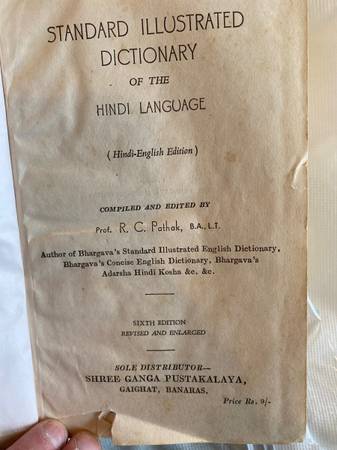 STANDARD ILLUSTRATED
DICTIONARY
OF THE
HINDI LANGUAGE
(Hindi-English Edition)
COMPILED AND EDITED BY
Prof. R. C. Pathak, B.A., L.T.
Author of Bhargava's Standard Illustrated English Dictionary,
Bhargava's Concise English Dictionary, Bhargava's
Adarsha Hindi Kosha &c. &c.
SIXTH EDITION
REVISED AND ENLARGED
SOLE DISTRIBUTOR—
SHREE GANGA PUSTAKALAYA,
GAIGHAT, BANARAS.
Price Rs. 9/-